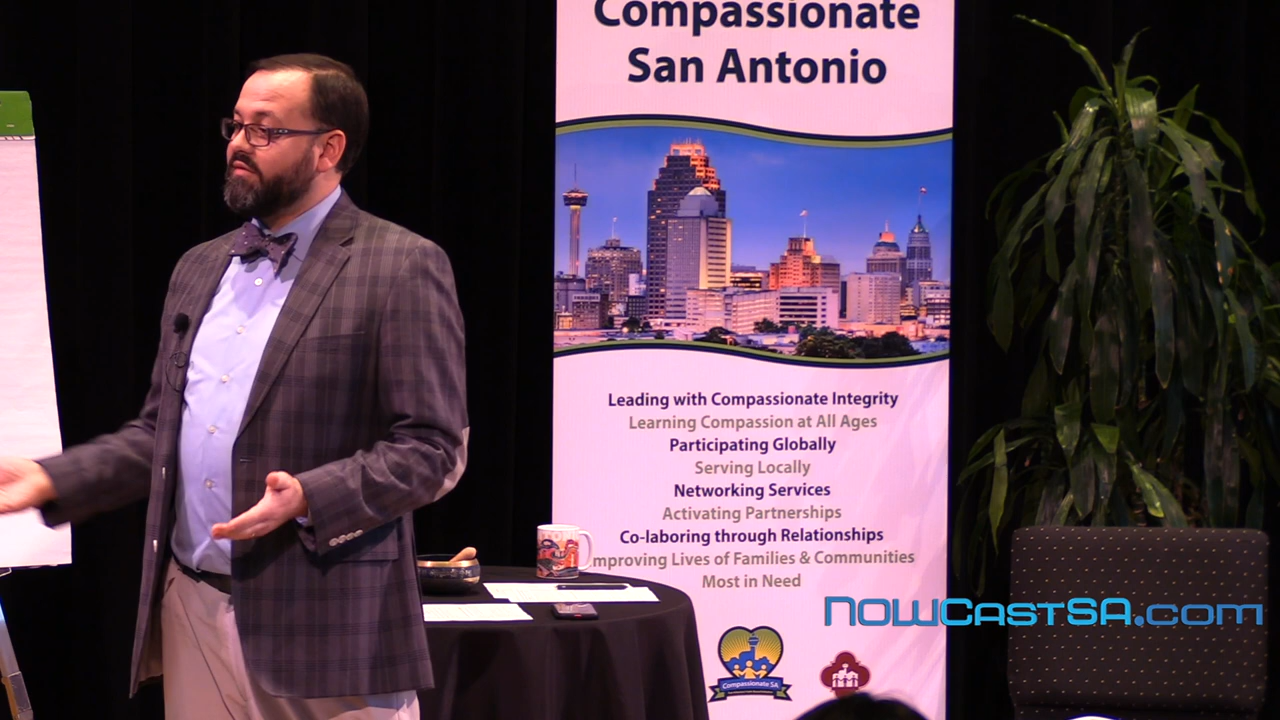 Compassionate
San Antonio
Leading with Compassionate Integrity
Learning Compassion at All Ages
Participating Globally
Serving Locally
Networking Services
Activating Partnerships
Co-laboring through Relationships
mproving Lives of Families & Communities
Most in Need
NOWCastSA.com
Compassionate SA